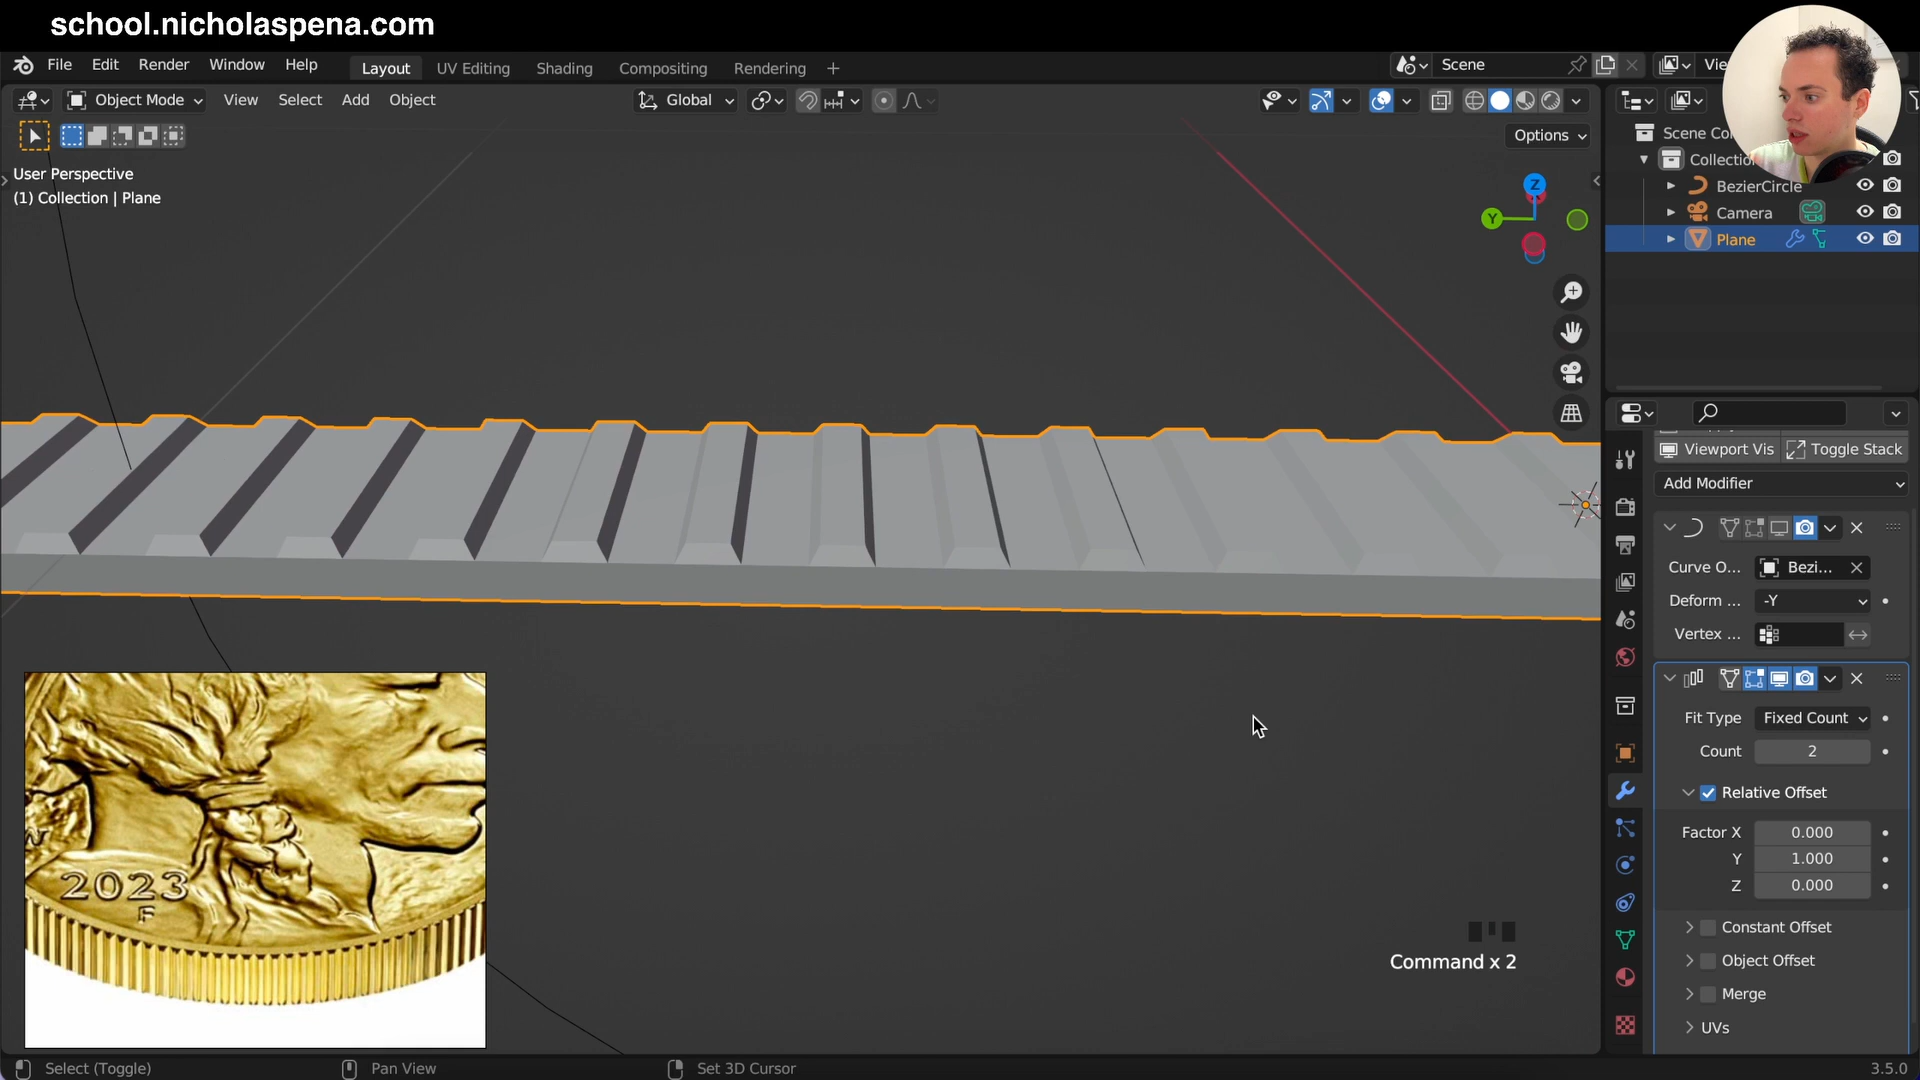 school.nicholaspena.com
File Edit Render Window Help Layout UV Editing Shading Compositing Rendering + Scene Vie
Object Mode View Select Add Object Global
Options
User Perspective
(1) Collection | Plane
Z
Y
Scene Co
Collectio
BezierCircle
Camera
Plane
Viewport Vis Toggle Stack
Add Modifier
Curve O... Bezi...
Deform ... -Y
Vertex ...
Fit Type Fixed Count
Count 2
Relative Offset
Factor X 0.000
Y 1.000
Z 0.000
Constant Offset
Object Offset
Merge
UVs
W
2023
F
Command x 2
Select (Toggle) Pan View Set 3D Cursor 3.5.0